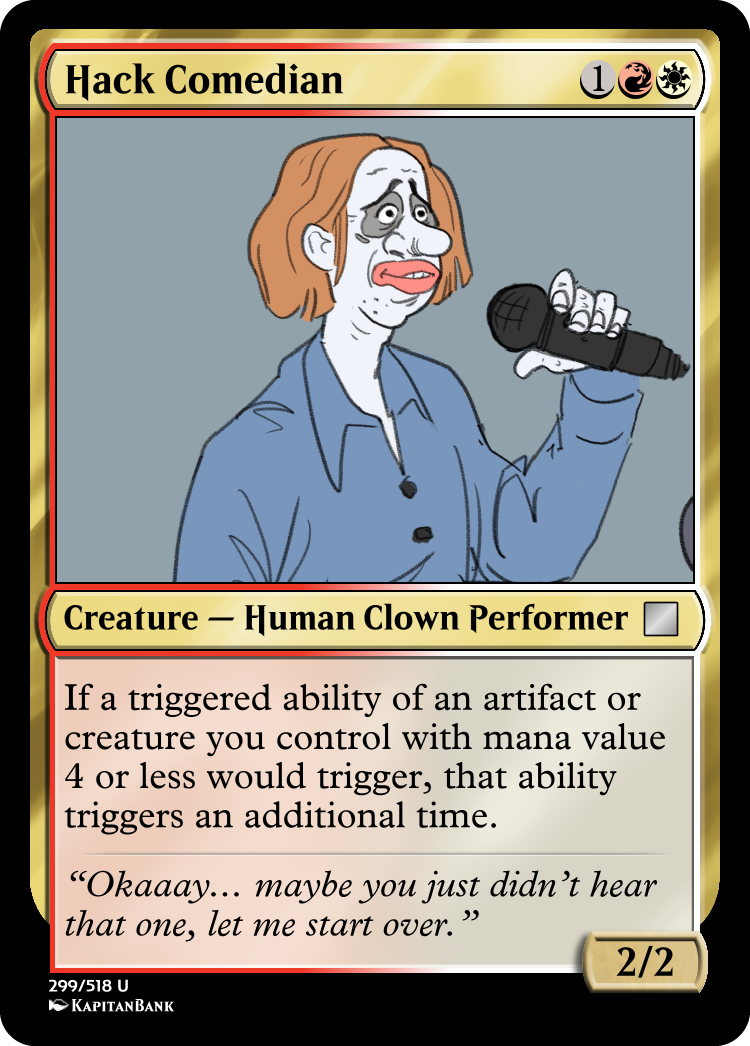 Hack Comedian 1
Creature — Human Clown Performer
If a triggered ability of an artifact or
creature you control with mana value
4 or less would trigger, that ability
triggers an additional time.
“Okaaay… maybe you just didn’t hear
that one, let me start over.”
2/2
299/518 U
KapitanBank